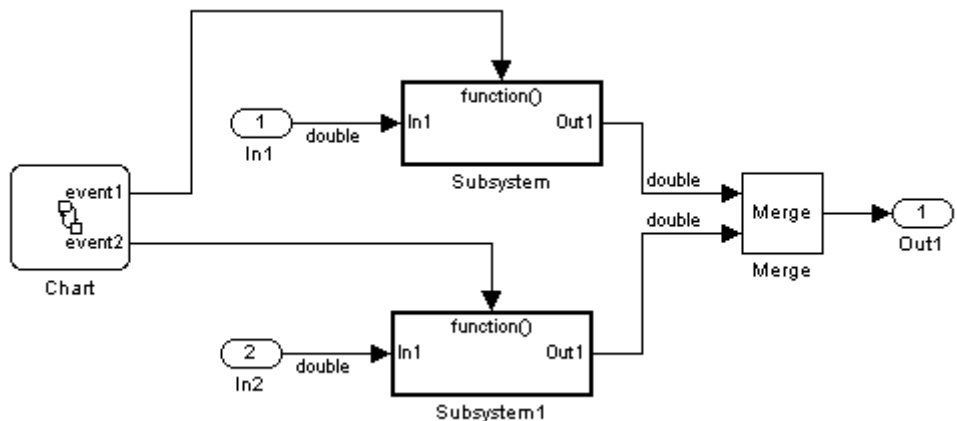 function()
1
In1
Out1
double
In1
Subsystem
event1
event2
Chart
double
double
Merge
Merge
1
Out1
function()
2
In1
Out1
double
In2
Subsystem1